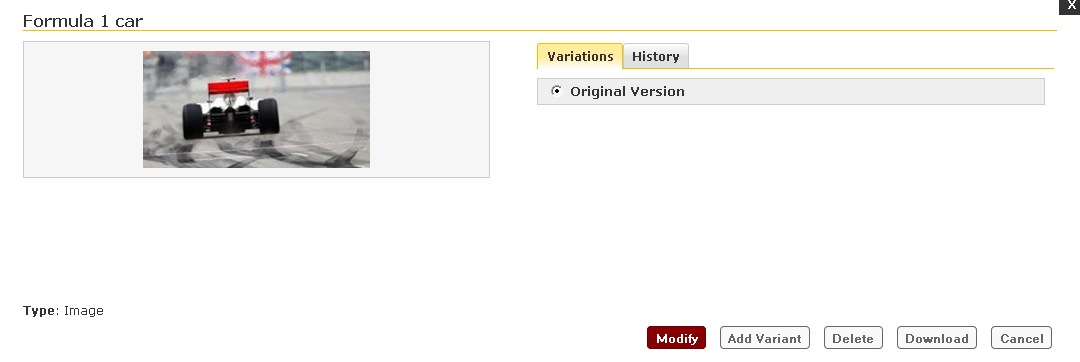 X
Formula 1 car
Variations History
Original Version
Type: Image
Modify Add Variant Delete Download Cancel